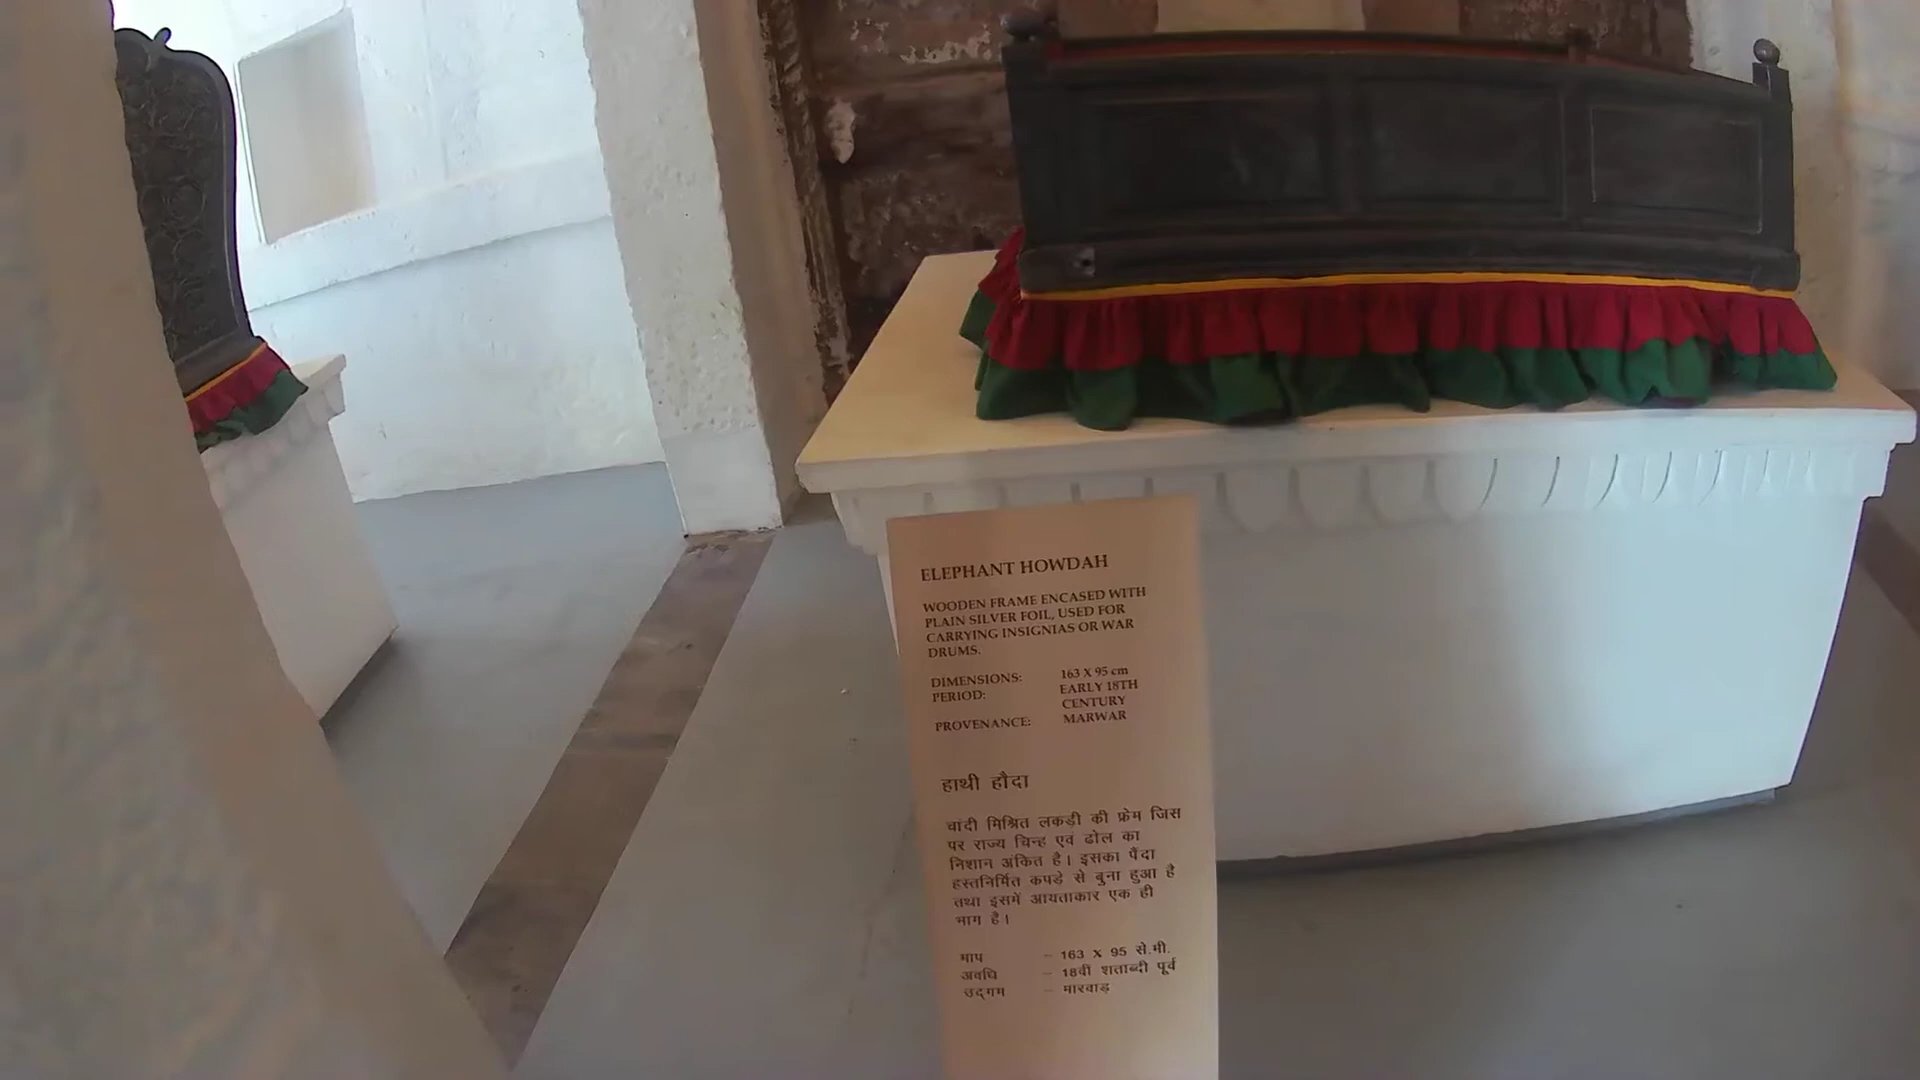 ELEPHANT HOWDAH
WOODEN FRAME ENCASED WITH
PLAIN SILVER FOIL, USED FOR
CARRYING INSIGNIAS OR WAR
DRUMS.
DIMENSIONS: 163 X 95 cm
PERIOD: EARLY 18TH
CENTURY
PROVENANCE: MARWAR
हाथी हौदा
चांदी मिश्रित लकड़ी की फ्रेम जिस
पर राज्य चिन्ह एवं ढोल का
निशान अंकित है। इसका पैंदा
हस्तनिर्मित कपडे से बुना हुआ है
तथा इसमें आयताकार एक ही
भाग है।
माप – 163 X 95 से.मी.
अवधि – 18वीं शताब्दी पूर्व
उद्गम – मारवाड़